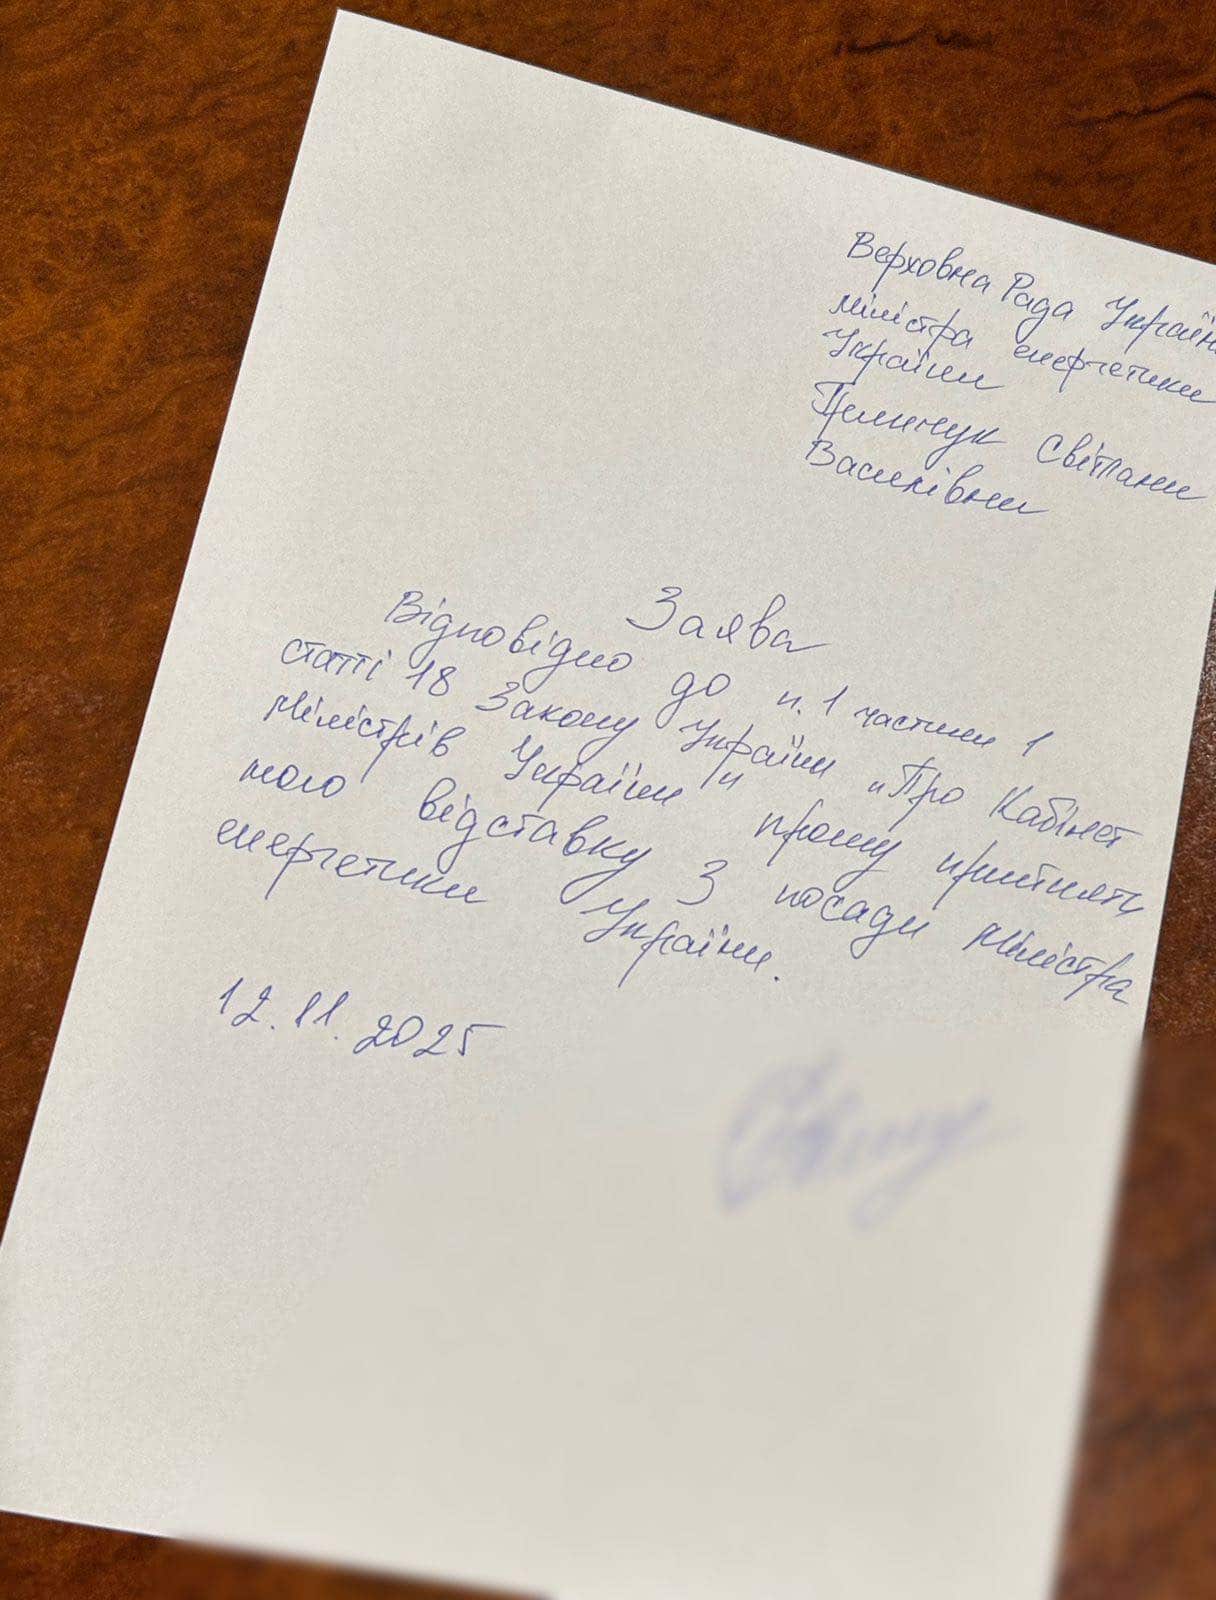 Верховна Рада Україн
міністра енергетики
України
Гринчук Світлани
Василівни
Заява
Відповідно до п.1 частини 1
статті 18 Закону України "Про Кабінет
Міністрів України" прошу прийняти
мою відставку з посади Міністра
енергетики України.
12.11.2025